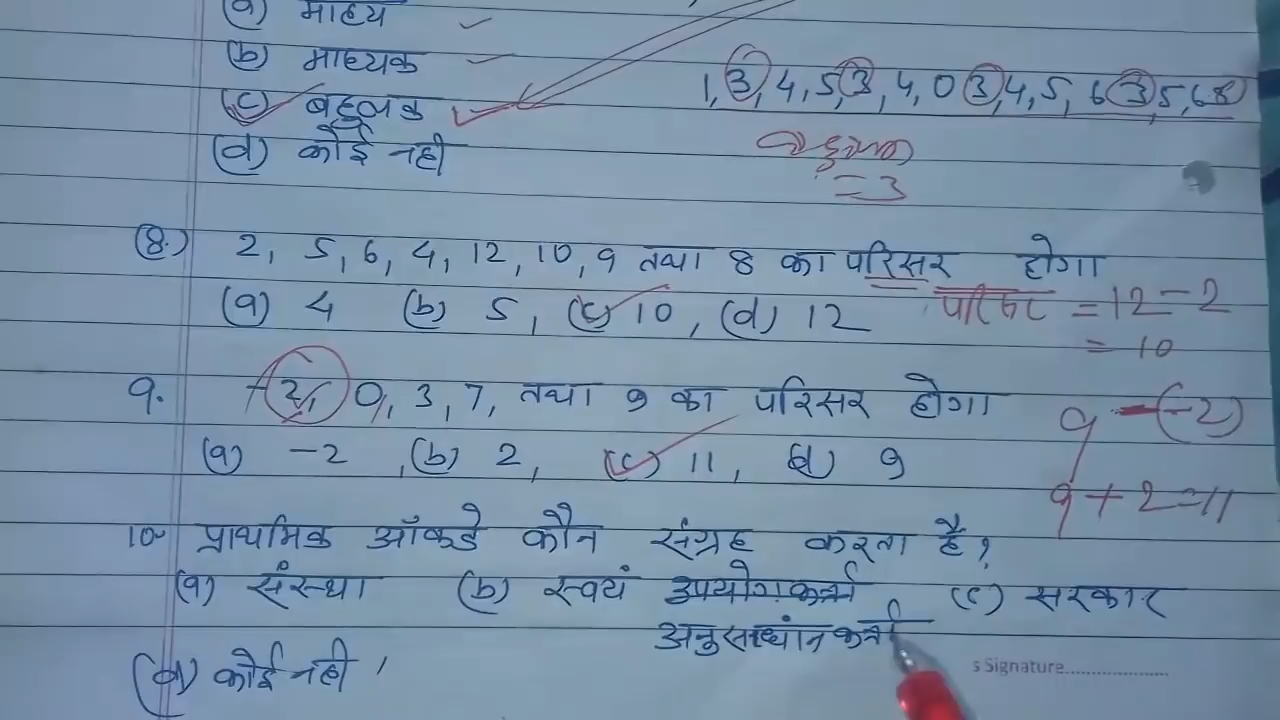 (a) माध्य
(b) माध्यक
(c) बहुलक
(d) कोई नही
1, 3, 4, 5, 3, 4, 0 3, 4, 5, 6 3, 5, 6 8
बहुलक
= 3
(8.) 2, 5, 6, 4, 12, 10, 9 तथा 8 का परिसर होगा
(a) 4 (b) 5, (c) 10, (d) 12
परिसर = 12 - 2
= 10
9. -2, 0, 3, 7, तथा 9 का परिसर होगा
(a) -2, (b) 2, (c) 11, (d) 9
9 - (-2)
9 + 2 = 11
10- प्राथमिक आँकडे कौन संग्रह करता है?
(a) संस्था (b) स्वयं उपयोगकर्त्ता (c) सरकार
अनुसंधानकर्त्ता
(d) कोई नही
s Signature....................